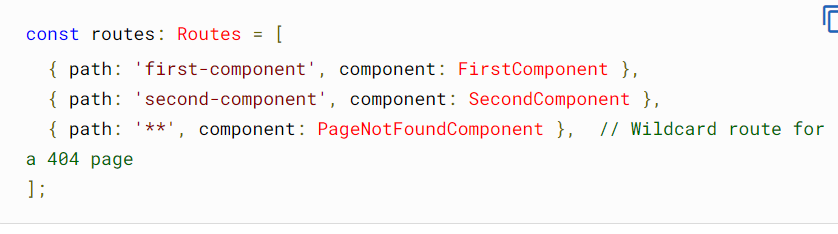 const routes: Routes = [
  { path: 'first-component', component: FirstComponent },
  { path: 'second-component', component: SecondComponent },
  { path: '**', component: PageNotFoundComponent },  // Wildcard route for
a 404 page
];